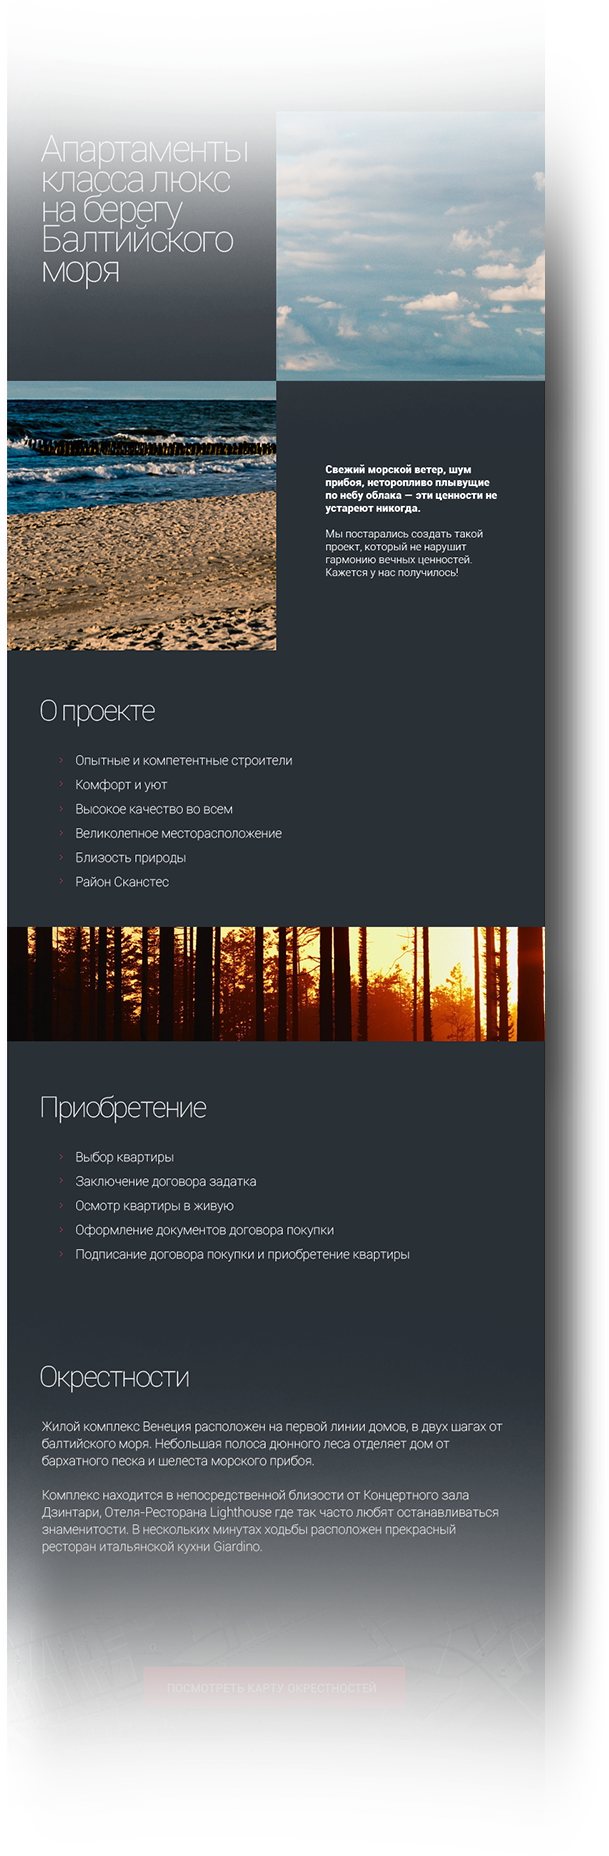 Апартаменты
класса люкс
на берегу
Балтийского
моря
Свежий морской ветер, шум
прибоя, неторопливо плывущие
по небу облака — эти ценности не
устареют никогда.
Мы постарались создать такой
проект, который не нарушит
гармонию вечных ценностей.
Кажется у нас получилось!
О проекте
Опытные и компетентные строители
Комфорт и уют
Высокое качество во всем
Великолепное месторасположение
Близость природы
Район Сканстес
Приобретение
Выбор квартиры
Заключение договора задатка
Осмотр квартиры в живую
Оформление документов договора покупки
Подписание договора покупки и приобретение квартиры
Окрестности
Жилой комплекс Венеция расположен на первой линии домов, в двух шагах от
балтийского моря. Небольшая полоса дюнного леса отделяет дом от
бархатного песка и шелеста морского прибоя.
Комплекс находится в непосредственной близости от Концертного зала
Дзинтари, Отеля-Ресторана Lighthouse где так часто любят останавливаться
знаменитости. В нескольких минутах ходьбы расположен прекрасный
ресторан итальянской кухни Giardino.
ПОСМОТРЕТЬ КАРТУ ОКРЕСТНОСТЕЙ